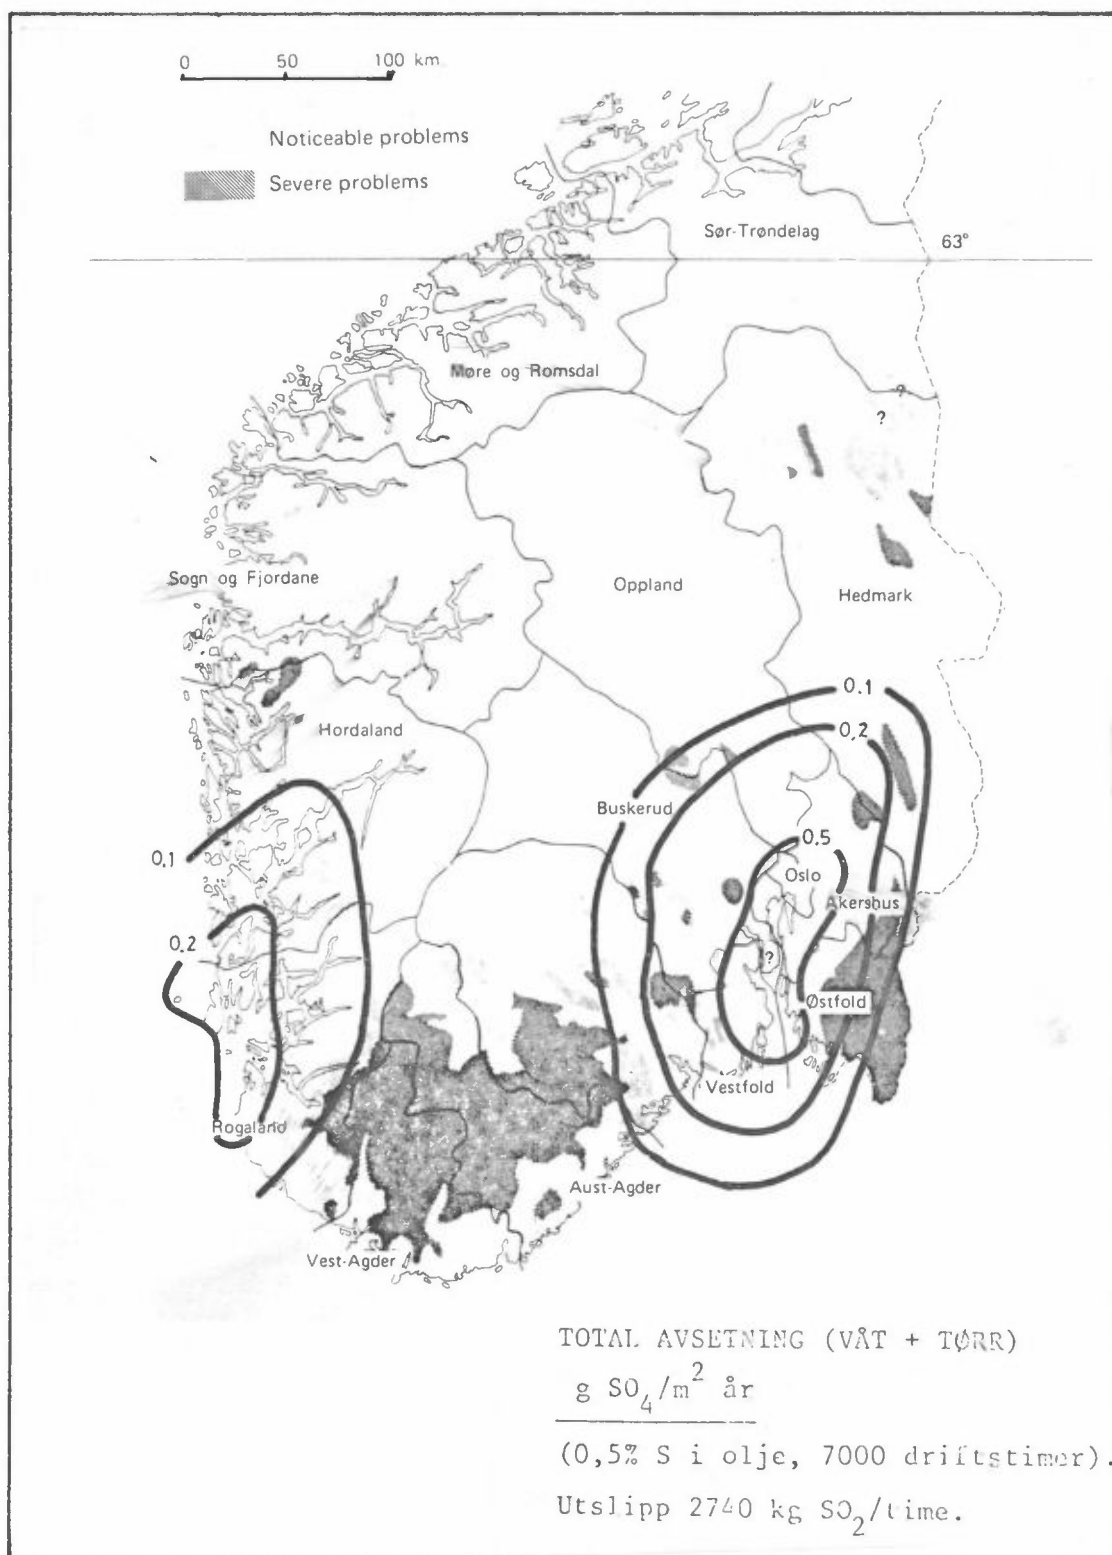 0 50 100 km
Noticeable problems
Severe problems
Sør-Trøndelag
63°
Møre og Romsdal
?
?
Sogn og Fjordane
Oppland
Hedmark
0.1
0,2
Hordaland
Buskerud
0,5
0,1
Oslo
Akershus
0.2
?
Østfold
Vestfold
Rogaland
Aust-Agder
Vest-Agder
TOTAL AVSETNING (VÅT + TØRR)
g SO₄/m² år
(0,5% S i olje, 7000 driftstimer).
Utslipp 2740 kg SO₂/time.